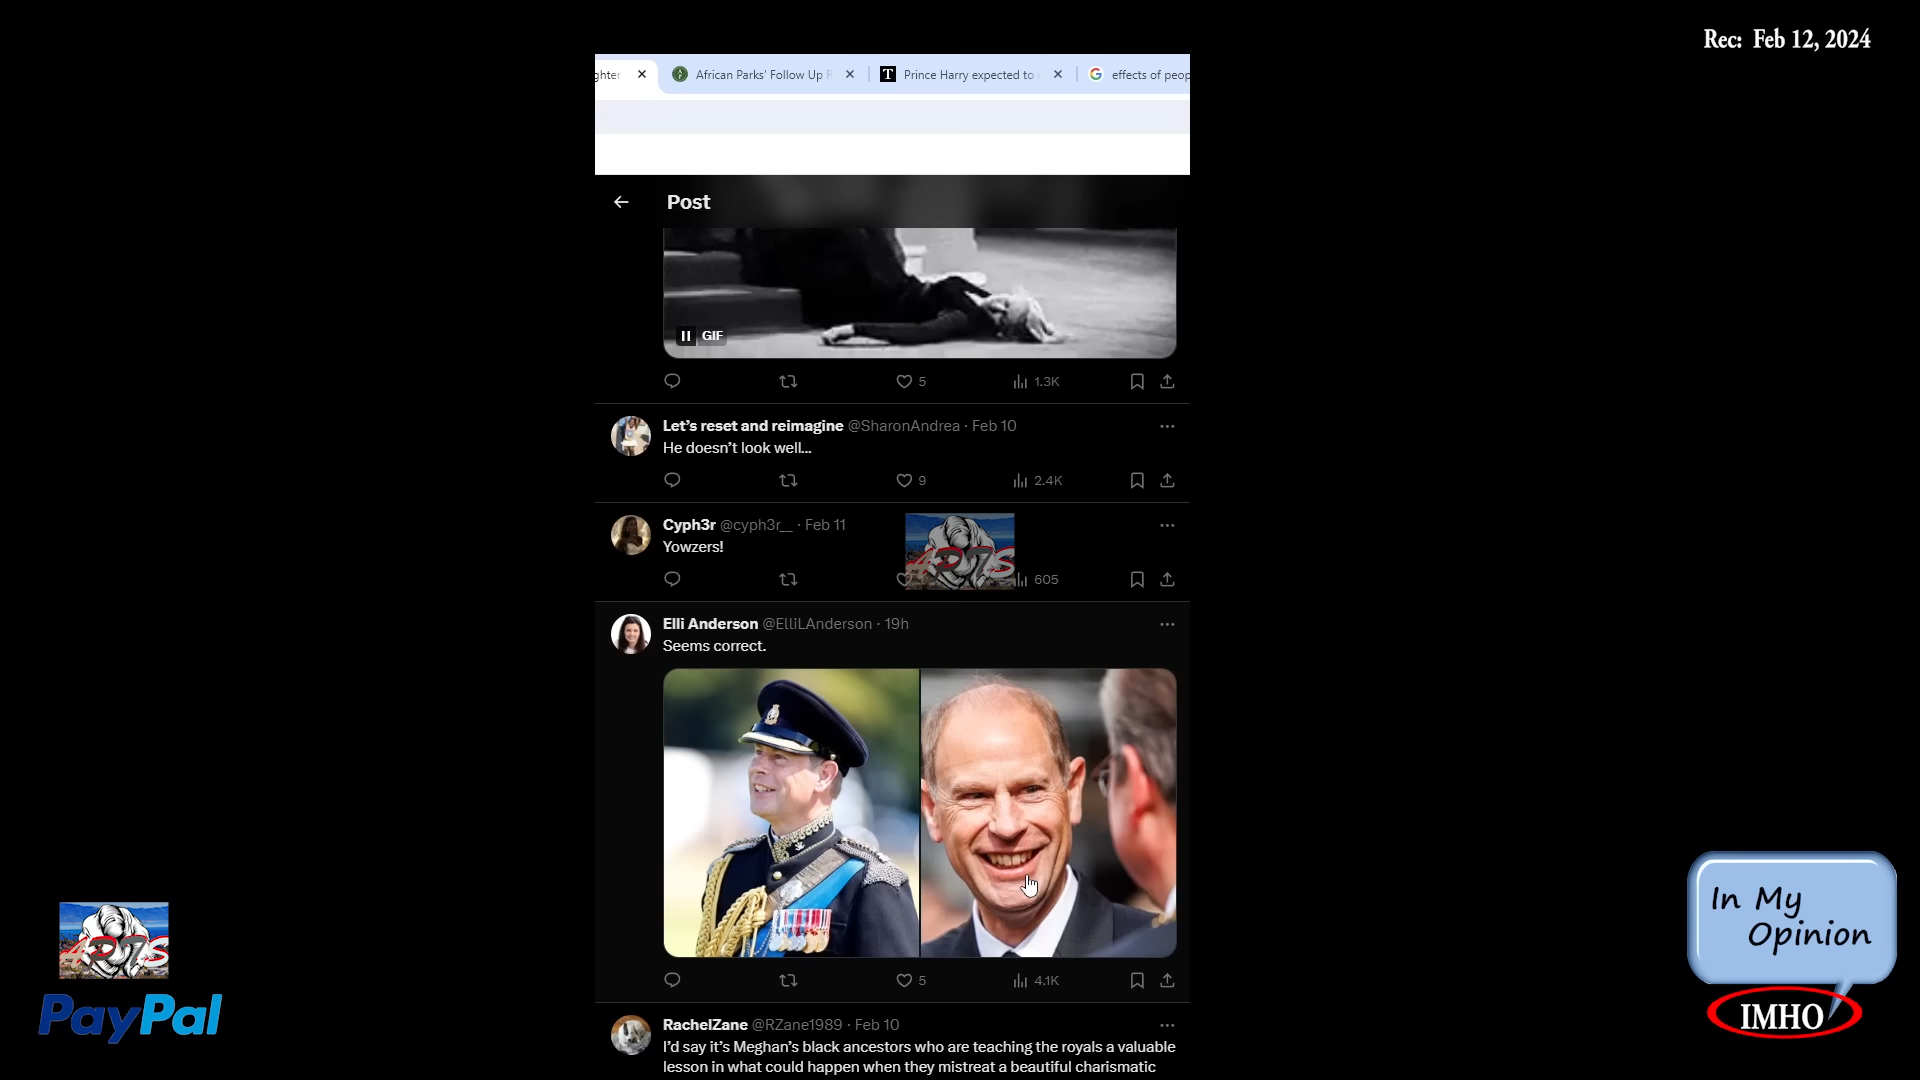 Rec: Feb 12, 2024
ghter
African Parks' Follow Up
Prince Harry expected to
effects of peop
Post
GIF
5
1.3K
Let's reset and reimagine @SharonAndrea · Feb 10
He doesn't look well...
9
2.4K
Cyph3r @cyph3r__ · Feb 11
Yowzers!
605
Elli Anderson @ElliLAnderson · 19h
Seems correct.
5
4.1K
RachelZane @RZane1989 · Feb 10
I'd say it's Meghan's black ancestors who are teaching the royals a valuable
lesson in what could happen when they mistreat a beautiful charismatic
PayPal
In My
Opinion
IMHO